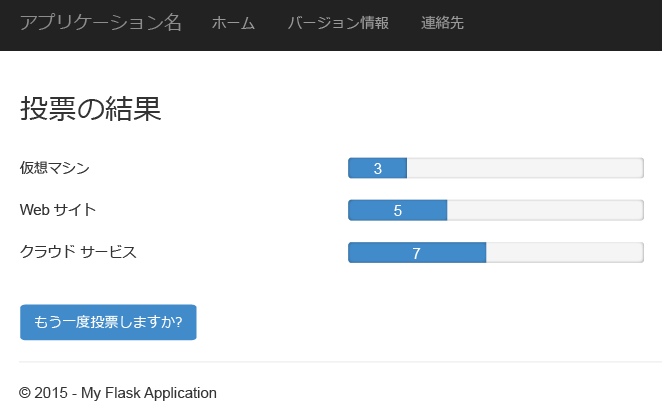 アプリケーション名 ホーム バージョン情報 連絡先
投票の結果
仮想マシン 3
Web サイト 5
クラウド サービス 7
もう一度投票しますか?
© 2015 - My Flask Application